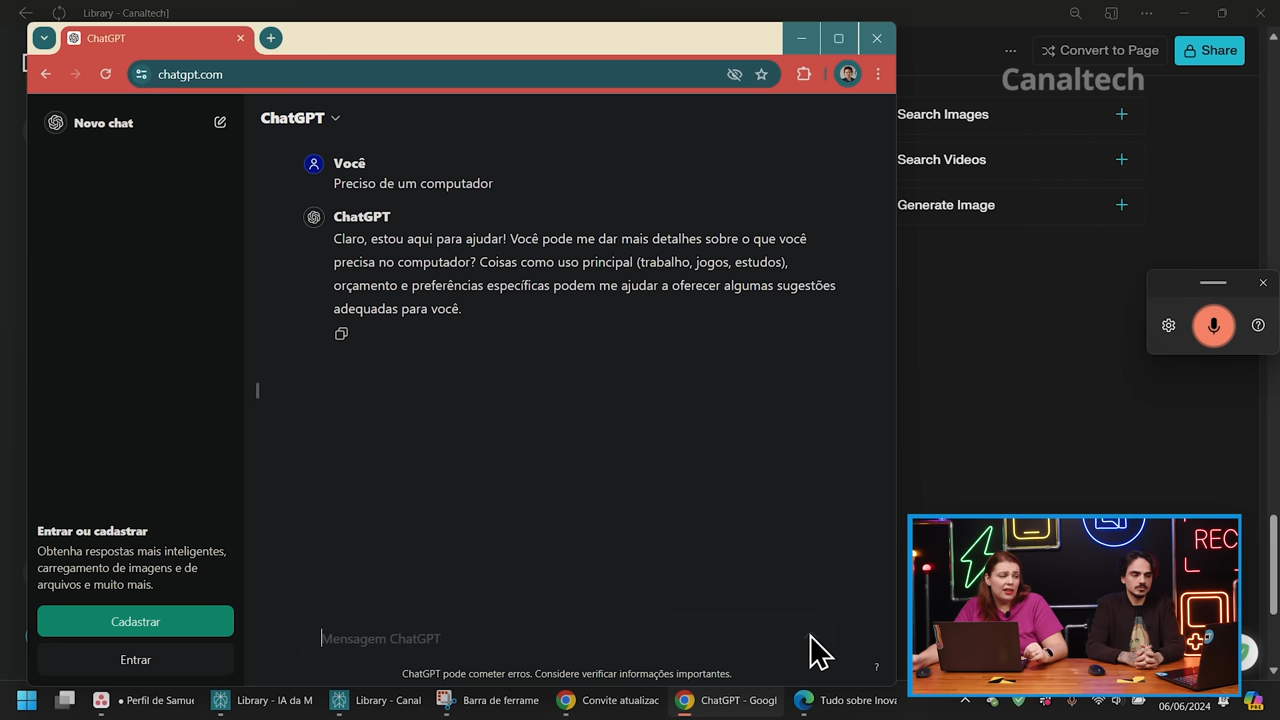 Library - Canaltech]
ChatGPT
chatgpt.com
Convert to Page
Share
Canaltech
Search Images
Search Videos
Generate Image
Novo chat
ChatGPT
Você
Preciso de um computador
ChatGPT
Claro, estou aqui para ajudar! Você pode me dar mais detalhes sobre o que você
precisa no computador? Coisas como uso principal (trabalho, jogos, estudos),
orçamento e preferências específicas podem me ajudar a oferecer algumas sugestões
adequadas para você.
Entrar ou cadastrar
Obtenha respostas mais inteligentes,
carregamento de imagens e de
arquivos e muito mais.
Cadastrar
Entrar
Mensagem ChatGPT
ChatGPT pode cometer erros. Considere verificar informações importantes.
?
REC
• Perfil de Samue
Library - IA da M
Library - Canal
Barra de ferrame
Convite atualizac
ChatGPT - Googl
Tudo sobre Inova
06/06/2024